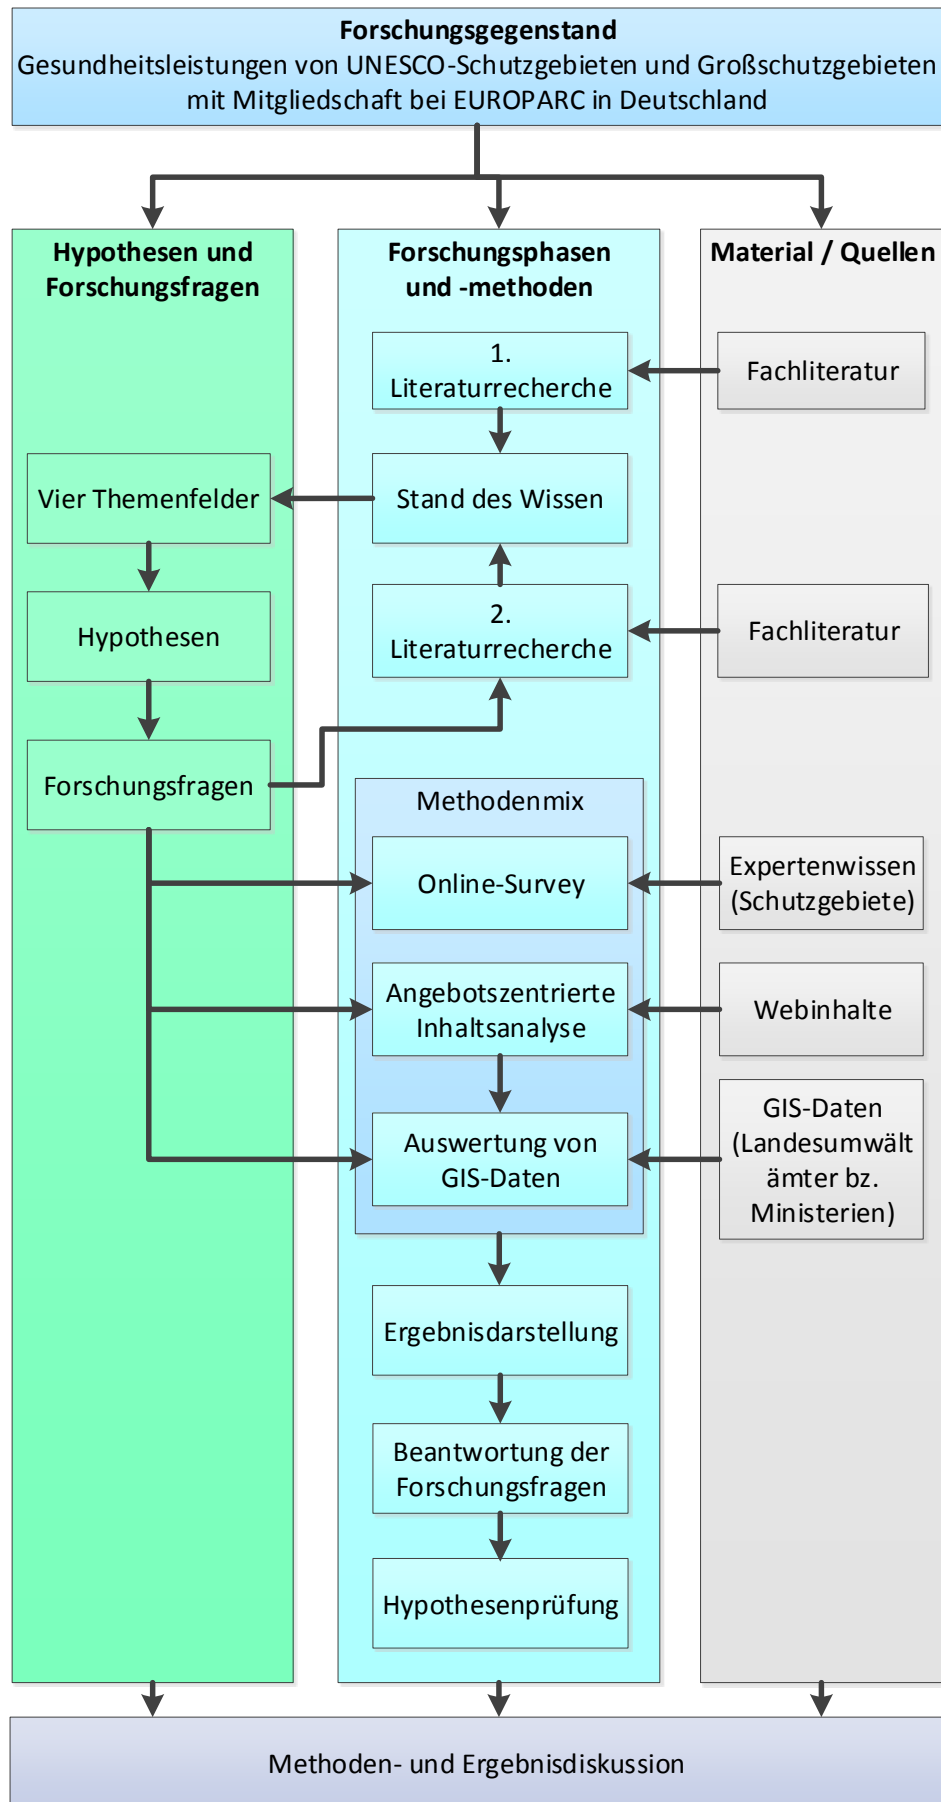 Forschungsgegenstand
Gesundheitsleistungen von UNESCO-Schutzgebieten und Großschutzgebieten
mit Mitgliedschaft bei EUROPARC in Deutschland
Hypothesen und
Forschungsfragen
Vier Themenfelder
Hypothesen
Forschungsfragen
Forschungsphasen
und -methoden
1.
Literaturrecherche
Stand des Wissen
2.
Literaturrecherche
Methodenmix
Online-Survey
Angebotszentrierte
Inhaltsanalyse
Auswertung von
GIS-Daten
Ergebnisdarstellung
Beantwortung der
Forschungsfragen
Hypothesenprüfung
Material / Quellen
Fachliteratur
Fachliteratur
Expertenwissen
(Schutzgebiete)
Webinhalte
GIS-Daten
(Landesumwält
ämter bz.
Ministerien)
Methoden- und Ergebnisdiskussion